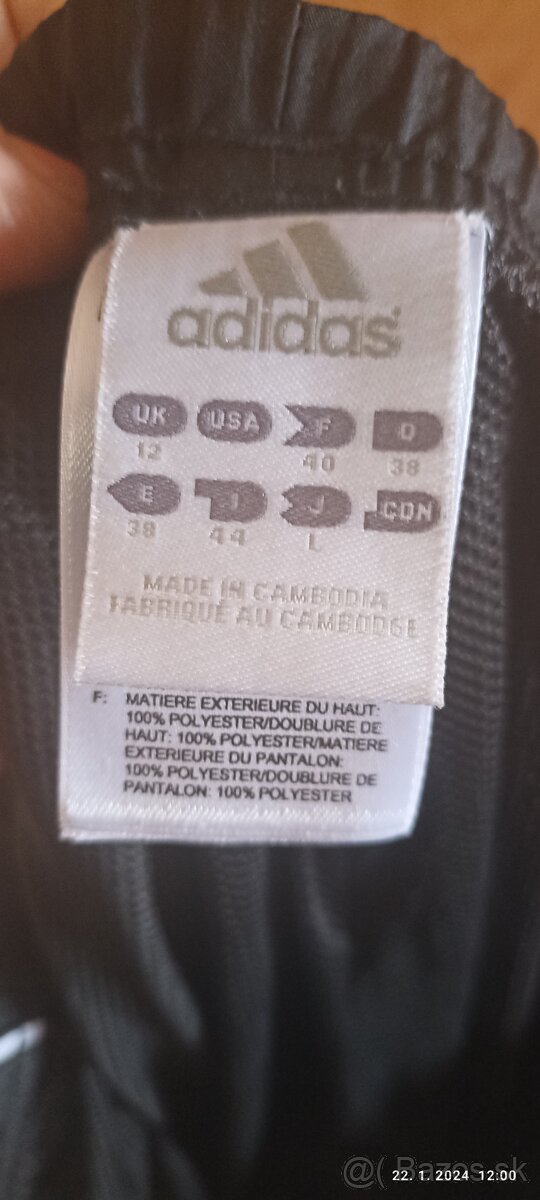 adidas
UK USA F D
12 40 38
E I J CDN
38 44 L
MADE IN CAMBODIA
FABRIQUÉ AU CAMBODGE
F: MATIERE EXTERIEURE DU HAUT:
100% POLYESTER/DOUBLURE DE
HAUT: 100% POLYESTER/MATIERE
EXTERIEURE DU PANTALON:
100% POLYESTER/DOUBLURE DE
PANTALON: 100% POLYESTER
@( Bazos.sk
22. 1. 2024 12:00